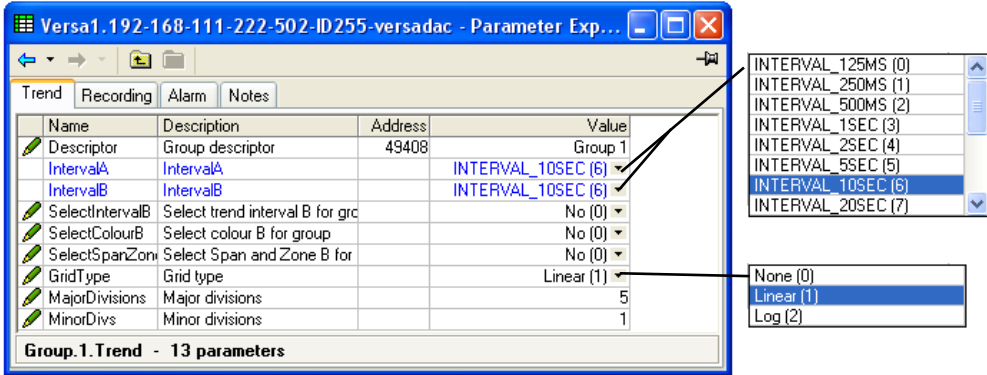 Versa1.192-168-111-222-502-ID255-versadac - Parameter Exp...
Trend Recording Alarm Notes
Name Description Address Value
Descriptor Group descriptor 49408 Group 1
IntervalA IntervalA INTERVAL_10SEC (6)
IntervalB IntervalB INTERVAL_10SEC (6)
SelectIntervalB Select trend interval B for grc
No (0)
SelectColourB Select colour B for group No (0)
SelectSpanZon Select Span and Zone B for No (0)
GridType Grid type Linear (1)
MajorDivisions Major divisions 5
MinorDivs Minor divisions 1
Group.1.Trend - 13 parameters
INTERVAL_125MS (0)
INTERVAL_250MS (1)
INTERVAL_500MS (2)
INTERVAL_1SEC (3)
INTERVAL_2SEC (4)
INTERVAL_5SEC (5)
INTERVAL_10SEC (6)
INTERVAL_20SEC (7)
None (0)
Linear (1)
Log (2)